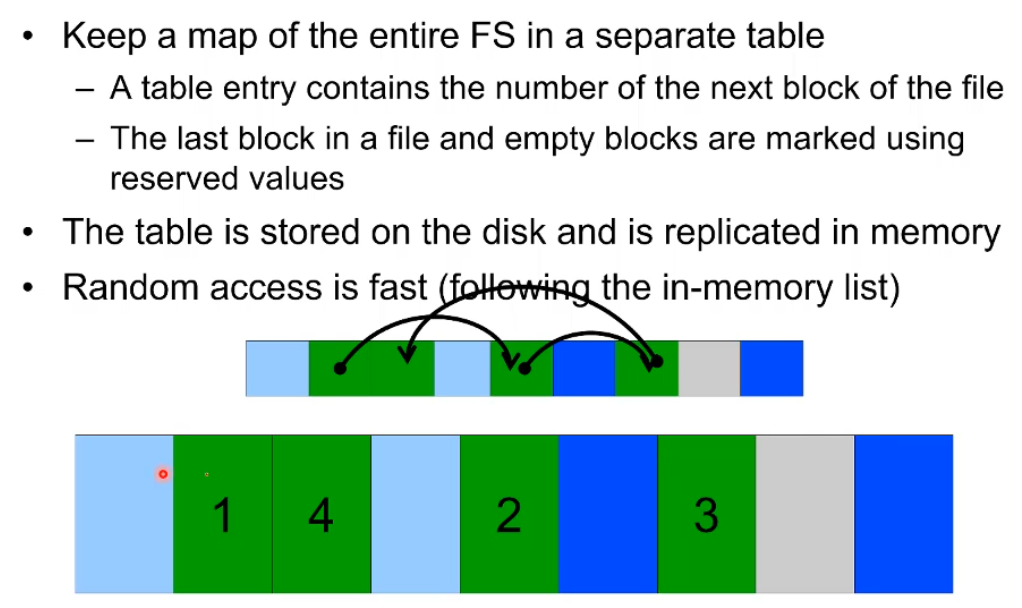 • Keep a map of the entire FS in a separate table
– A table entry contains the number of the next block of the file
– The last block in a file and empty blocks are marked using
reserved values
• The table is stored on the disk and is replicated in memory
• Random access is fast (following the in-memory list)
1 4 2 3